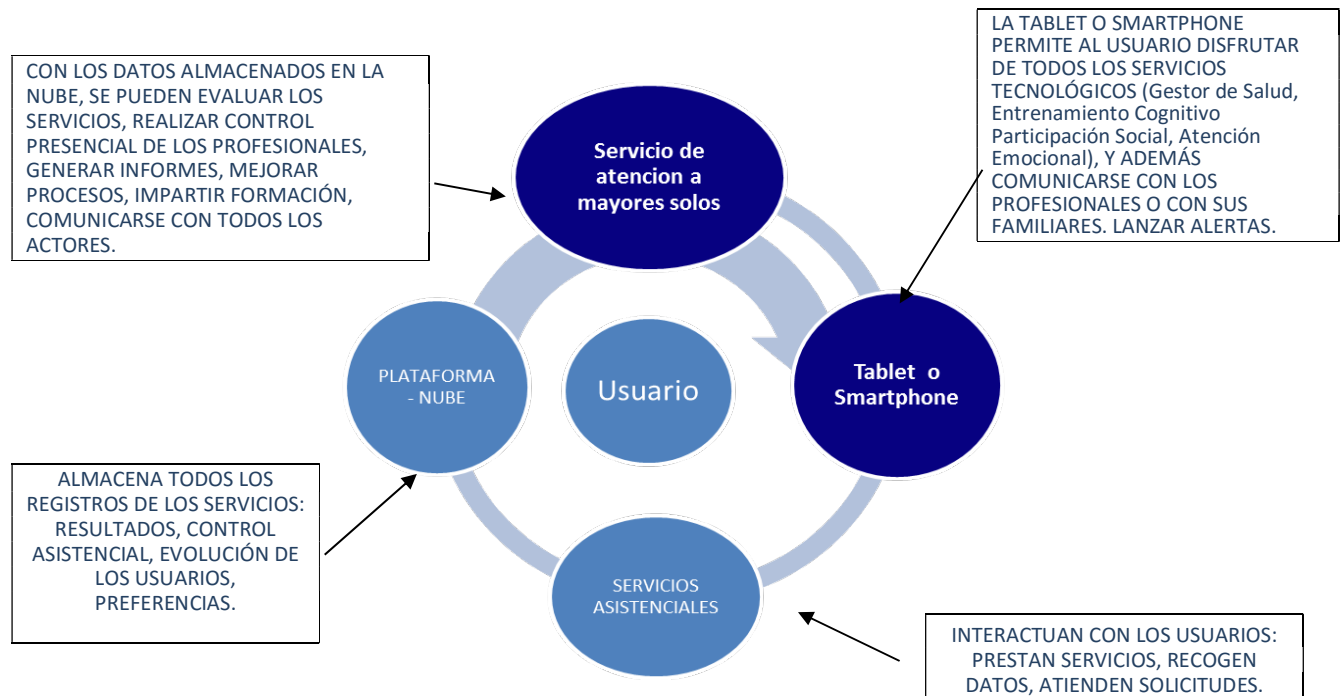 CON LOS DATOS ALMACENADOS EN LA
NUBE, SE PUEDEN EVALUAR LOS
SERVICIOS, REALIZAR CONTROL
PRESENCIAL DE LOS PROFESIONALES,
GENERAR INFORMES, MEJORAR
PROCESOS, IMPARTIR FORMACIÓN,
COMUNICARSE CON TODOS LOS
ACTORES.
LA TABLET O SMARTPHONE
PERMITE AL USUARIO DISFRUTAR
DE TODOS LOS SERVICIOS
TECNOLÓGICOS (Gestor de Salud,
Entrenamiento Cognitivo
Participación Social, Atención
Emocional), Y ADEMÁS
COMUNICARSE CON LOS
PROFESIONALES O CON SUS
FAMILIARES. LANZAR ALERTAS.
Servicio de
atencion a
mayores solos
PLATAFORMA
- NUBE
Usuario
Tablet o
Smartphone
ALMACENA TODOS LOS
REGISTROS DE LOS SERVICIOS:
RESULTADOS, CONTROL
ASISTENCIAL, EVOLUCIÓN DE
LOS USUARIOS,
PREFERENCIAS.
SERVICIOS
ASISTENCIALES
INTERACTUAN CON LOS USUARIOS:
PRESTAN SERVICIOS, RECOGEN
DATOS, ATIENDEN SOLICITUDES.